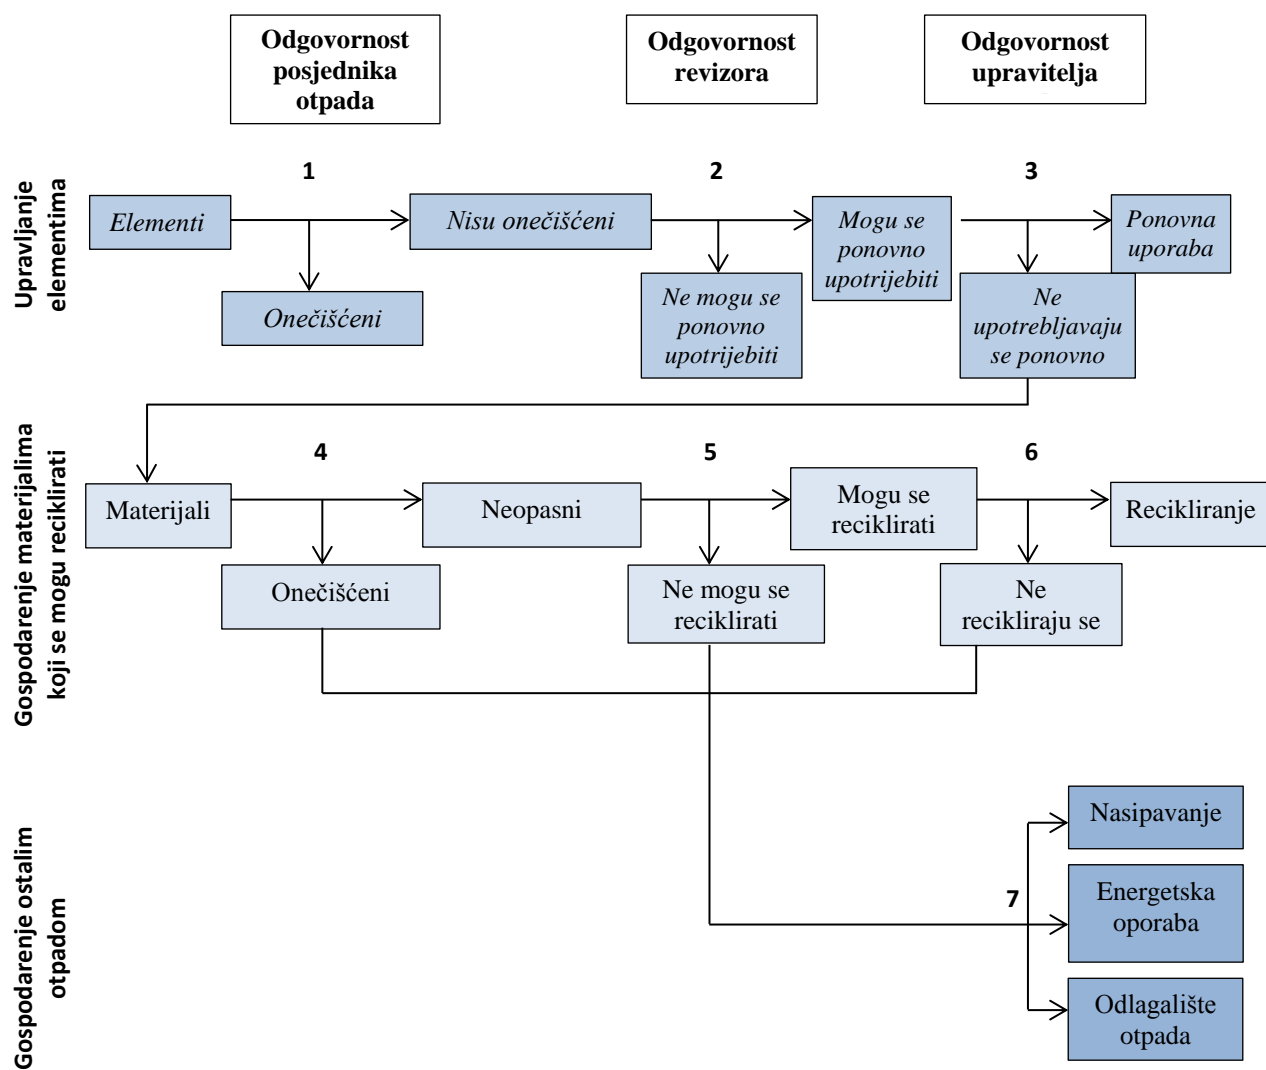 Odgovornost
posjednika
otpada
Odgovornost
revizora
Odgovornost
upravitelja
Upravljanje
elementima
1
2
3
Elementi
Nisu onečišćeni
Mogu se
ponovno
upotrijebiti
Ponovna
uporaba
Onečišćeni
Ne mogu se
ponovno
upotrijebiti
Ne
upotrebljavaju
se ponovno
Gospodarenje materijalima
koji se mogu reciklirati
4
5
6
Materijali
Neopasni
Mogu se
reciklirati
Recikliranje
Onečišćeni
Ne mogu se
reciklirati
Ne
recikliraju se
Gospodarenje ostalim
otpadom
7
Nasipavanje
Energetska
oporaba
Odlagalište
otpada